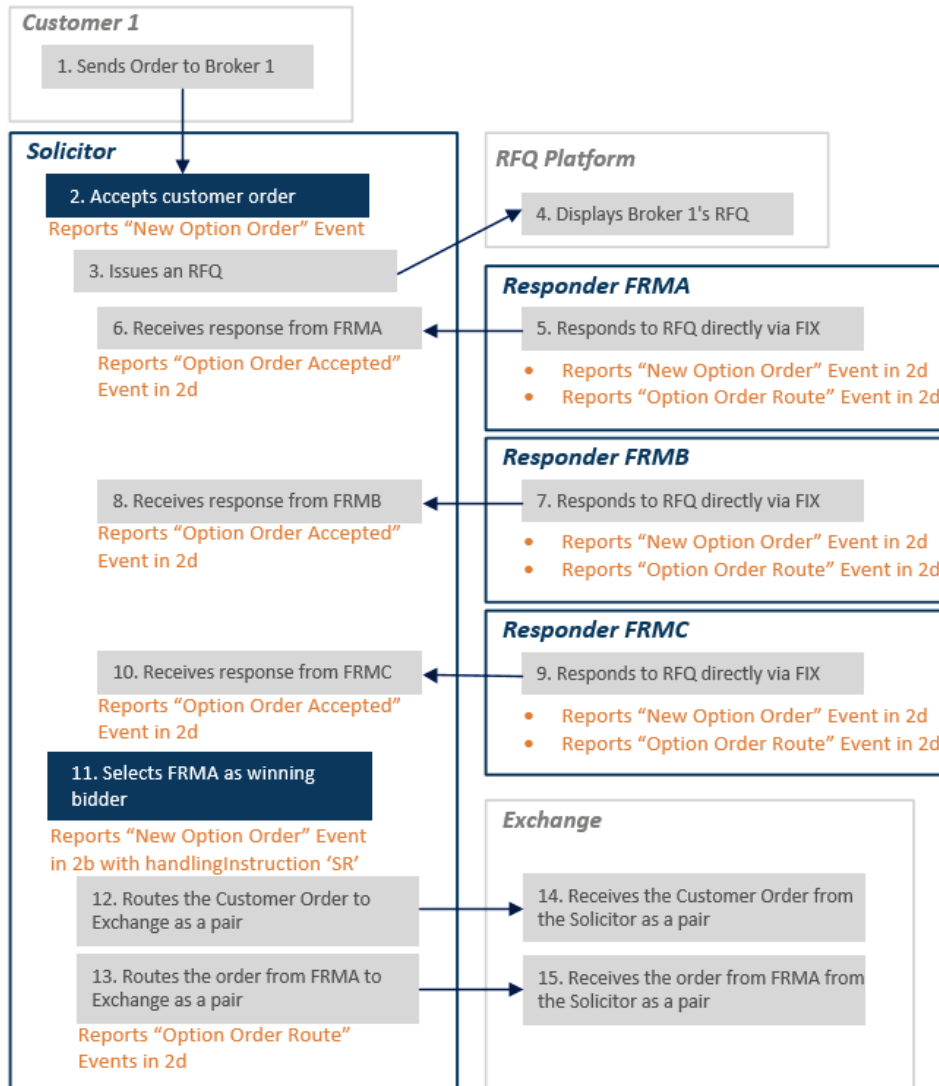 Customer 1
1. Sends Order to Broker 1
Solicitor
2. Accepts customer order
Reports “New Option Order” Event
3. Issues an RFQ
RFQ Platform
4. Displays Broker 1's RFQ
Responder FRMA
5. Responds to RFQ directly via FIX
• Reports “New Option Order” Event in 2d
• Reports “Option Order Route” Event in 2d
6. Receives response from FRMA
Reports “Option Order Accepted”
Event in 2d
Responder FRMB
7. Responds to RFQ directly via FIX
• Reports “New Option Order” Event in 2d
• Reports “Option Order Route” Event in 2d
8. Receives response from FRMB
Reports “Option Order Accepted”
Event in 2d
Responder FRMC
9. Responds to RFQ directly via FIX
• Reports “New Option Order” Event in 2d
• Reports “Option Order Route” Event in 2d
10. Receives response from FRMC
Reports “Option Order Accepted”
Event in 2d
11. Selects FRMA as winning
bidder
Reports “New Option Order” Event
in 2b with handlingInstruction ‘SR’
12. Routes the Customer Order to
Exchange as a pair
13. Routes the order from FRMA to
Exchange as a pair
Reports “Option Order Route”
Events in 2d
Exchange
14. Receives the Customer Order from
the Solicitor as a pair
15. Receives the order from FRMA from
the Solicitor as a pair